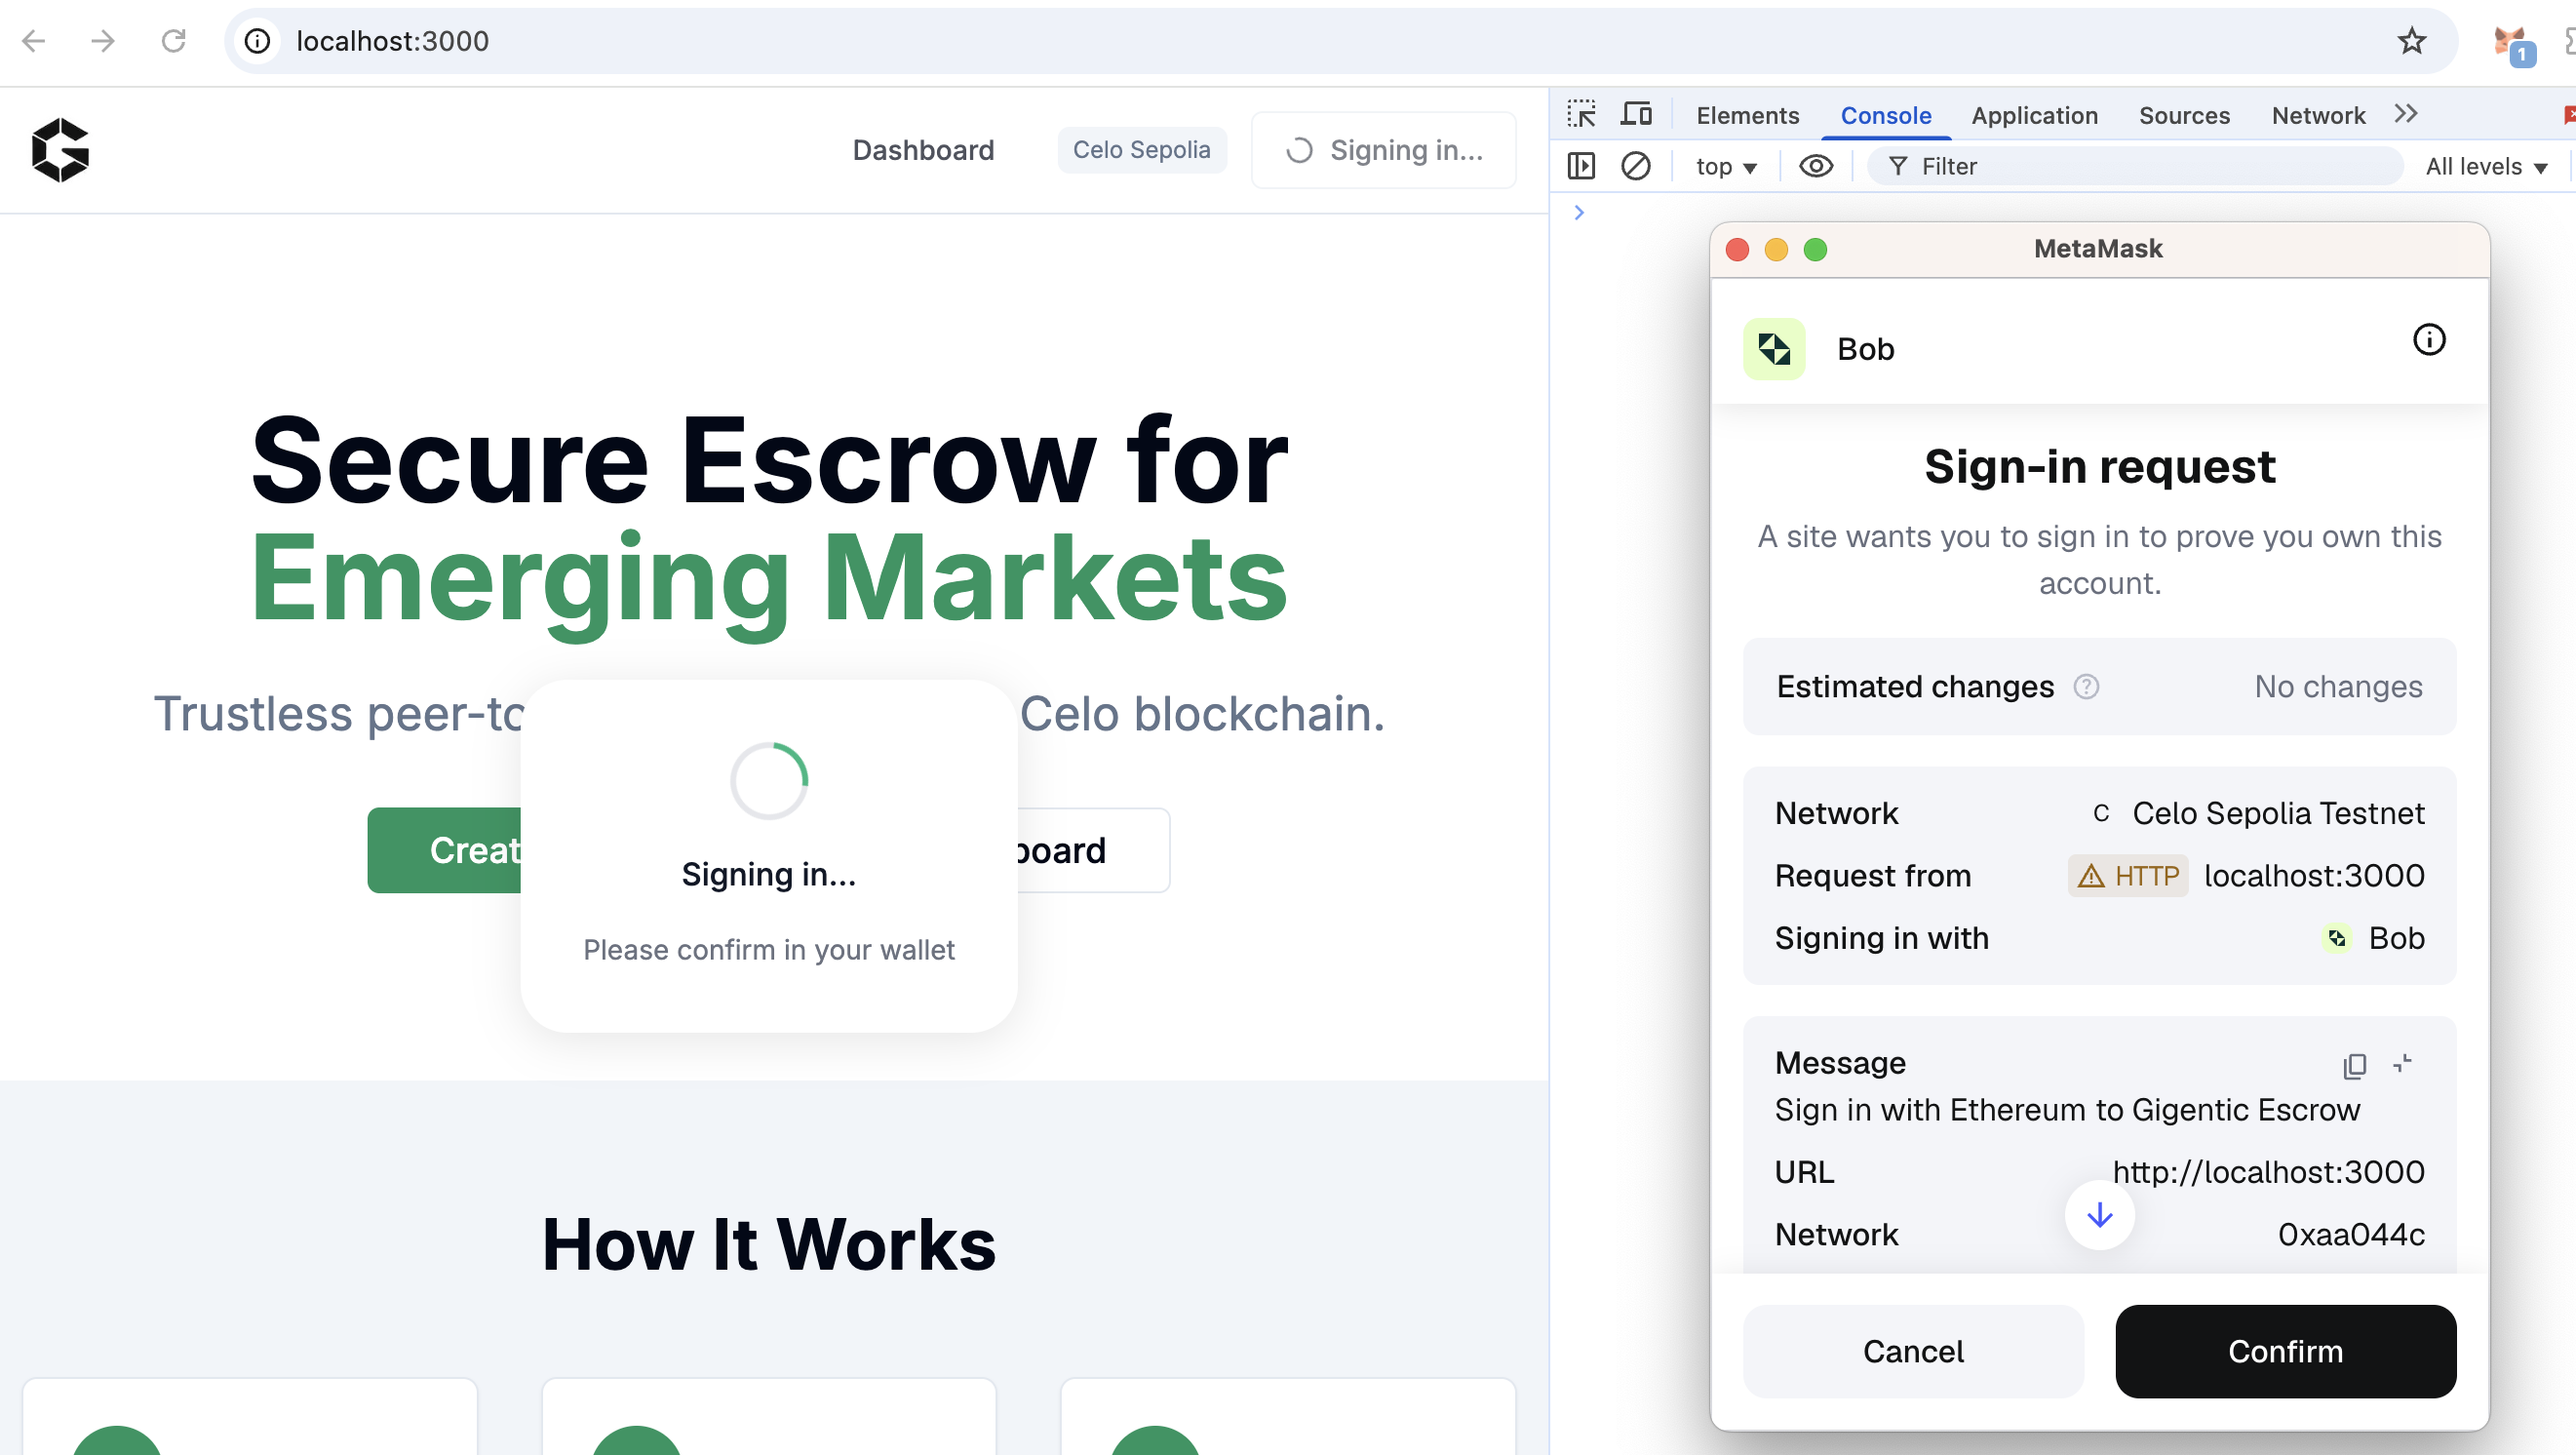 localhost:3000
1
Dashboard
Celo Sepolia
Signing in...
Secure Escrow for
Emerging Markets
Trustless peer-to
Celo blockchain.
Creat
board
Signing in...
Please confirm in your wallet
How It Works
Elements
Console
Application
Sources
Network
top
Filter
All levels
MetaMask
Bob
Sign-in request
A site wants you to sign in to prove you own this
account.
Estimated changes ? No changes
Network C Celo Sepolia Testnet
Request from HTTP localhost:3000
Signing in with Bob
Message
Sign in with Ethereum to Gigentic Escrow
URL http://localhost:3000
Network 0xaa044c
Cancel
Confirm